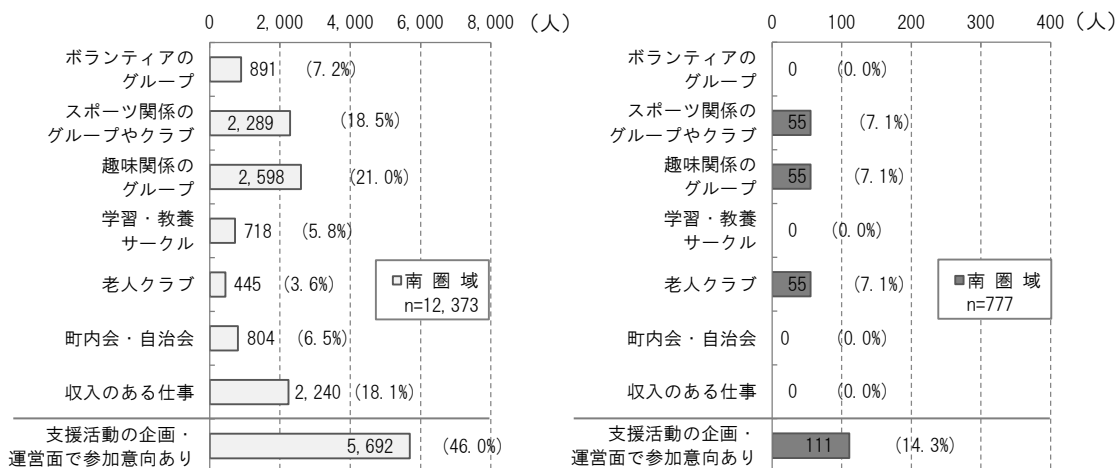 0 2,000 4,000 6,000 8,000 (人)
ボランティアの
グループ
891 (7.2%)
スポーツ関係の
グループやクラブ
2,289 (18.5%)
趣味関係の
グループ
2,598 (21.0%)
学習・教養
サークル
718 (5.8%)
老人クラブ 445 (3.6%)
町内会・自治会 804 (6.5%)
収入のある仕事 2,240 (18.1%)
支援活動の企画・
運営面で参加意向あり
5,692 (46.0%)
南 圏 域
n=12,373
0 100 200 300 400 (人)
ボランティアの
グループ
0 (0.0%)
スポーツ関係の
グループやクラブ
55 (7.1%)
趣味関係の
グループ
55 (7.1%)
学習・教養
サークル
0 (0.0%)
老人クラブ 55 (7.1%)
町内会・自治会 0 (0.0%)
収入のある仕事 0 (0.0%)
支援活動の企画・
運営面で参加意向あり
111 (14.3%)
南 圏 域
n=777